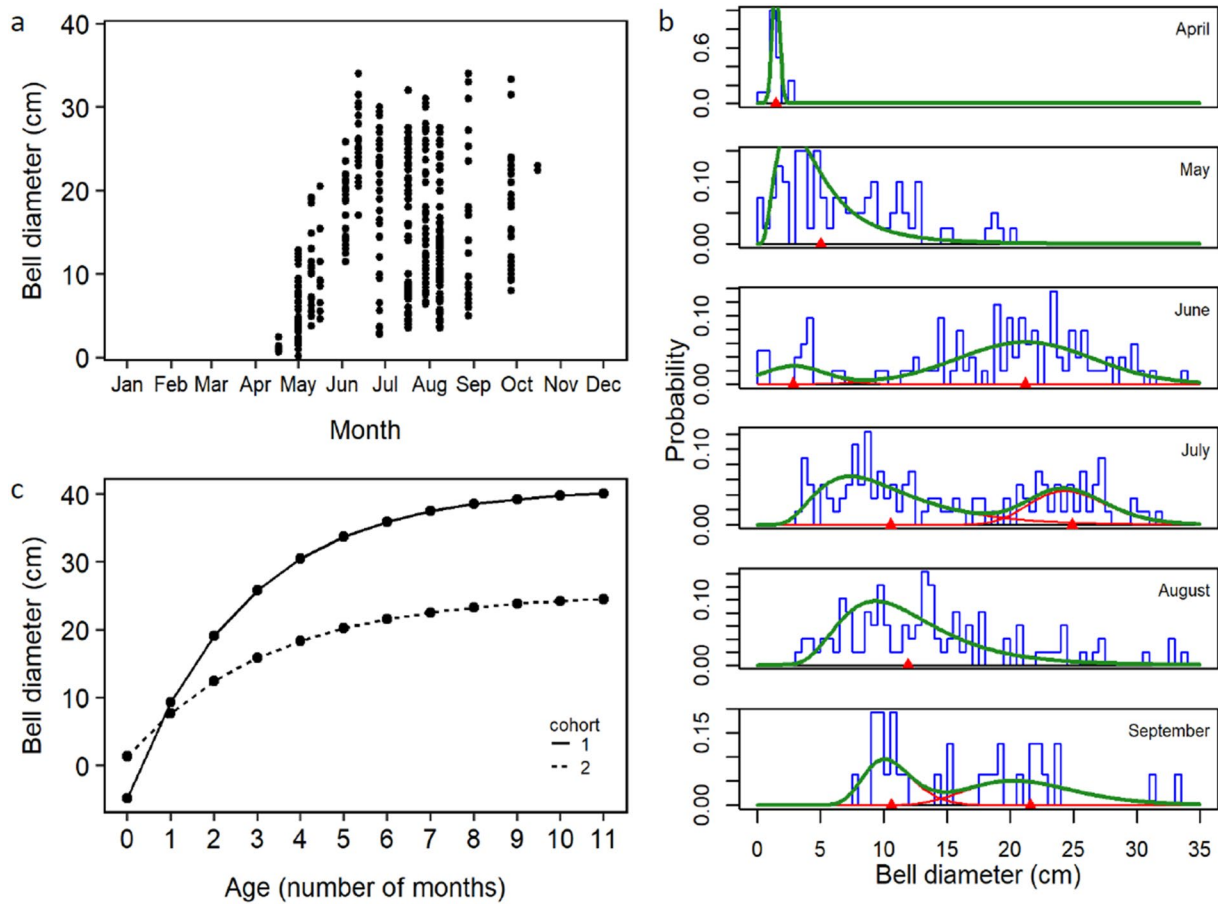 a
Bell diameter (cm)
40
30
20
10
0
Jan Feb Mar Apr May Jun Jul Aug Sep Oct Nov Dec
Month
b
Probability
April
0.6
0.0
May
0.10
0.00
June
0.10
0.00
July
0.10
0.00
August
0.10
0.00
September
0.15
0.00
0 5 10 15 20 25 30 35
Bell diameter (cm)
c
Bell diameter (cm)
40
30
20
10
0
cohort
1
2
0 1 2 3 4 5 6 7 8 9 10 11
Age (number of months)